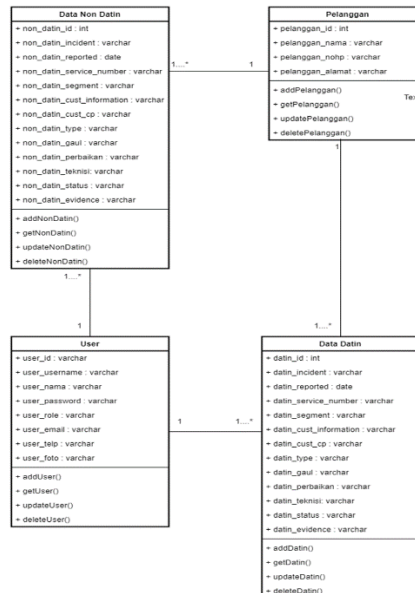 Data Non Datin
+ non_datin_id : int
+ non_datin_incident : varchar
+ non_datin_reported : date
+ non_datin_service_number : varchar
+ non_datin_segment : varchar
+ non_datin_cust_information : varchar
+ non_datin_cust_cp : varchar
+ non_datin_type : varchar
+ non_datin_gaul : varchar
+ non_datin_perbaikan : varchar
+ non_datin_teknisi : varchar
+ non_datin_status : varchar
+ non_datin_evidence : varchar
+ addNonDatin()
+ getNonDatin()
+ updateNonDatin()
+ deleteNonDatin()
1....*
1
Pelanggan
+ pelanggan_id : int
+ pelanggan_nama : varchar
+ pelanggan_nohp : varchar
+ pelanggan_alamat : varchar
+ addPelanggan()
+ getPelanggan()
+ updatePelanggan()
+ deletePelanggan()
Tex
1....*
1
1
1....*
User
+ user_id : varchar
+ user_username : varchar
+ user_nama : varchar
+ user_password : varchar
+ user_role : varchar
+ user_email : varchar
+ user_telp : varchar
+ user_foto : varchar
+ addUser()
+ getUser()
+ updateUser()
+ deleteUser()
1
1....*
Data Datin
+ datin_id : int
+ datin_incident : varchar
+ datin_reported : date
+ datin_service_number : varchar
+ datin_segment : varchar
+ datin_cust_information : varchar
+ datin_cust_cp : varchar
+ datin_type : varchar
+ datin_gaul : varchar
+ datin_perbaikan : varchar
+ datin_teknisi : varchar
+ datin_status : varchar
+ datin_evidence : varchar
+ addDatin()
+ getDatin()
+ updateDatin()
+ deleteDatin()